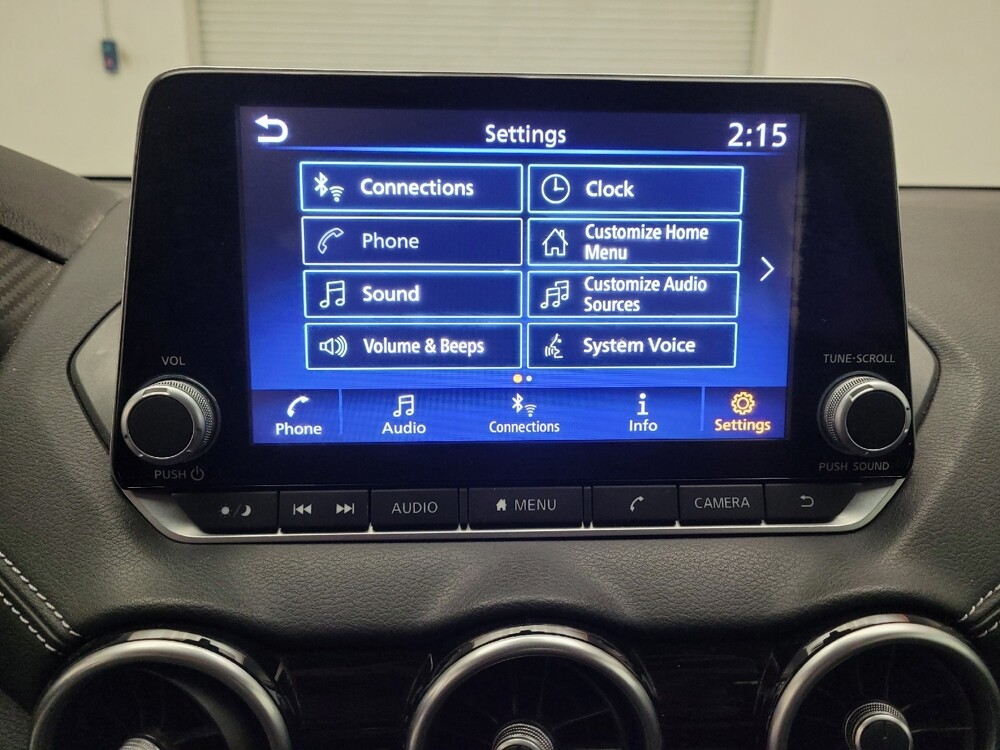 Settings
2:15
Connections
Clock
Phone
Customize Home
Menu
Sound
Customize Audio
Sources
Volume & Beeps
System Voice
Phone
Audio
Connections
Info
Settings
VOL
PUSH
TUNE·SCROLL
PUSH SOUND
AUDIO
MENU
CAMERA